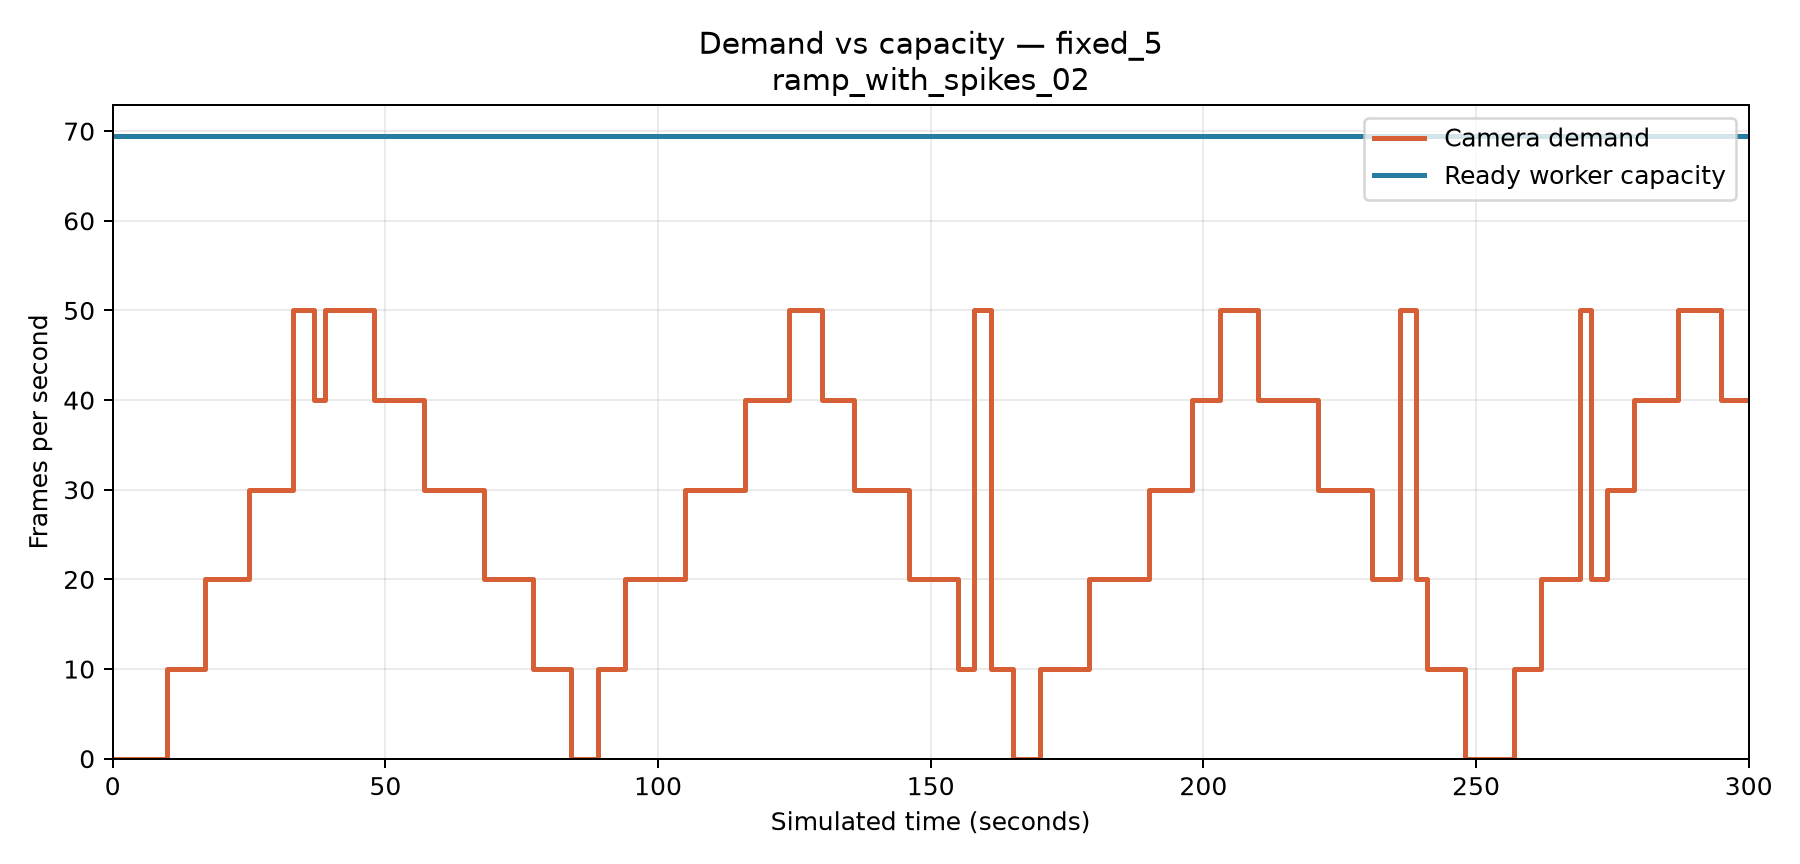 Demand vs capacity — fixed_5
ramp_with_spikes_02
70
60
50
40
30
20
10
0
Frames per second
Camera demand
Ready worker capacity
0 50 100 150 200 250 300
Simulated time (seconds)